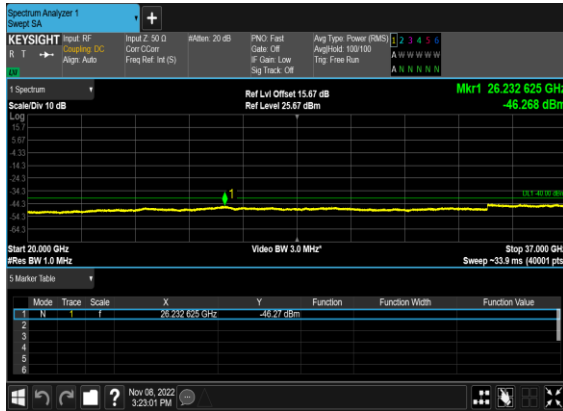 Spectrum Analyzer 1
Swept SA
+
KEYSIGHT Input: RF Input Z: 50 Ω #Atten: 20 dB PNO: Fast Avg Type: Power (RMS) 1 2 3 4 5 6
R T Coupling: DC Corr CCorr Gate: Off Avg|Hold: 100/100 A W W W W W
Align: Auto Freq Ref: Int (S) IF Gain: Low Trig: Free Run
LU Sig Track: Off A N N N N N
1 Spectrum Ref Lvl Offset 15.67 dB Mkr1 26.232 625 GHz
Scale/Div 10 dB Ref Level 25.67 dBm -46.268 dBm
Log
15.7
5.67
-4.33
-14.3
-24.3
-34.3 1 DL1 -40.00 dBm
-44.3
-54.3
-64.3
Start 20.000 GHz Video BW 3.0 MHz* Stop 37.000 GHz
#Res BW 1.0 MHz Sweep ~33.9 ms (40001 pts)
5 Marker Table
Mode Trace Scale X Y Function Function Width Function Value
1 N 1 f 26.232 625 GHz -46.27 dBm
2
3
4
5
6
? Nov 08, 2022
3:23:01 PM